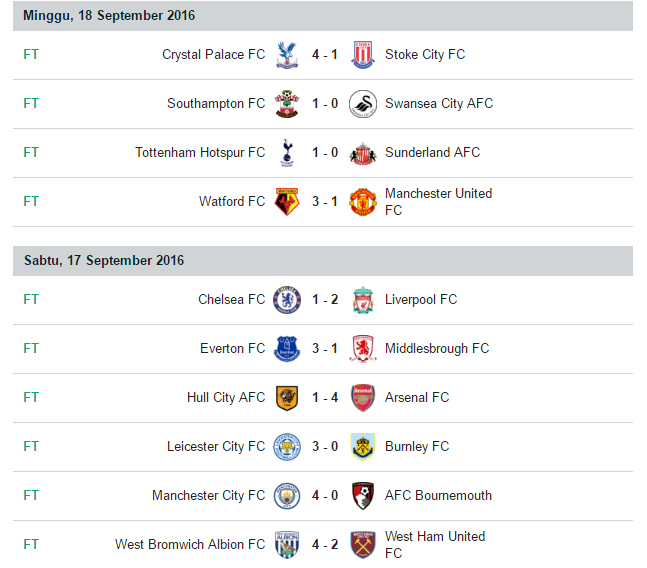 Minggu, 18 September 2016
FT Crystal Palace FC 4 - 1 Stoke City FC
FT Southampton FC 1 - 0 Swansea City AFC
FT Tottenham Hotspur FC 1 - 0 Sunderland AFC
FT Watford FC 3 - 1 Manchester United
FC
Sabtu, 17 September 2016
FT Chelsea FC 1 - 2 Liverpool FC
FT Everton FC 3 - 1 Middlesbrough FC
FT Hull City AFC 1 - 4 Arsenal FC
FT Leicester City FC 3 - 0 Burnley FC
FT Manchester City FC 4 - 0 AFC Bournemouth
FT West Bromwich Albion FC 4 - 2 West Ham United
FC